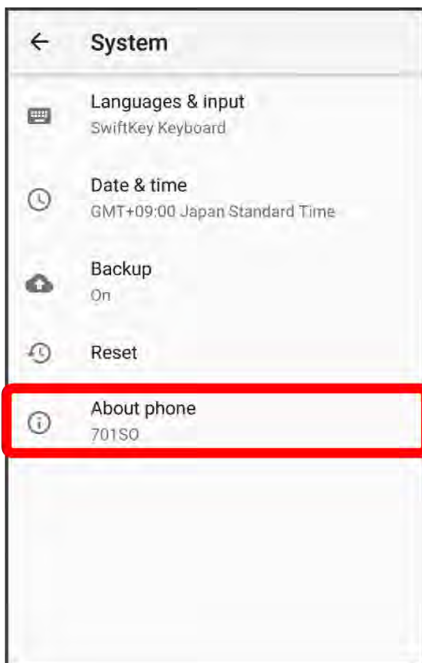 System
Languages & input
SwiftKey Keyboard
Date & time
GMT+09:00 Japan Standard Time
Backup
On
Reset
About phone
701SO